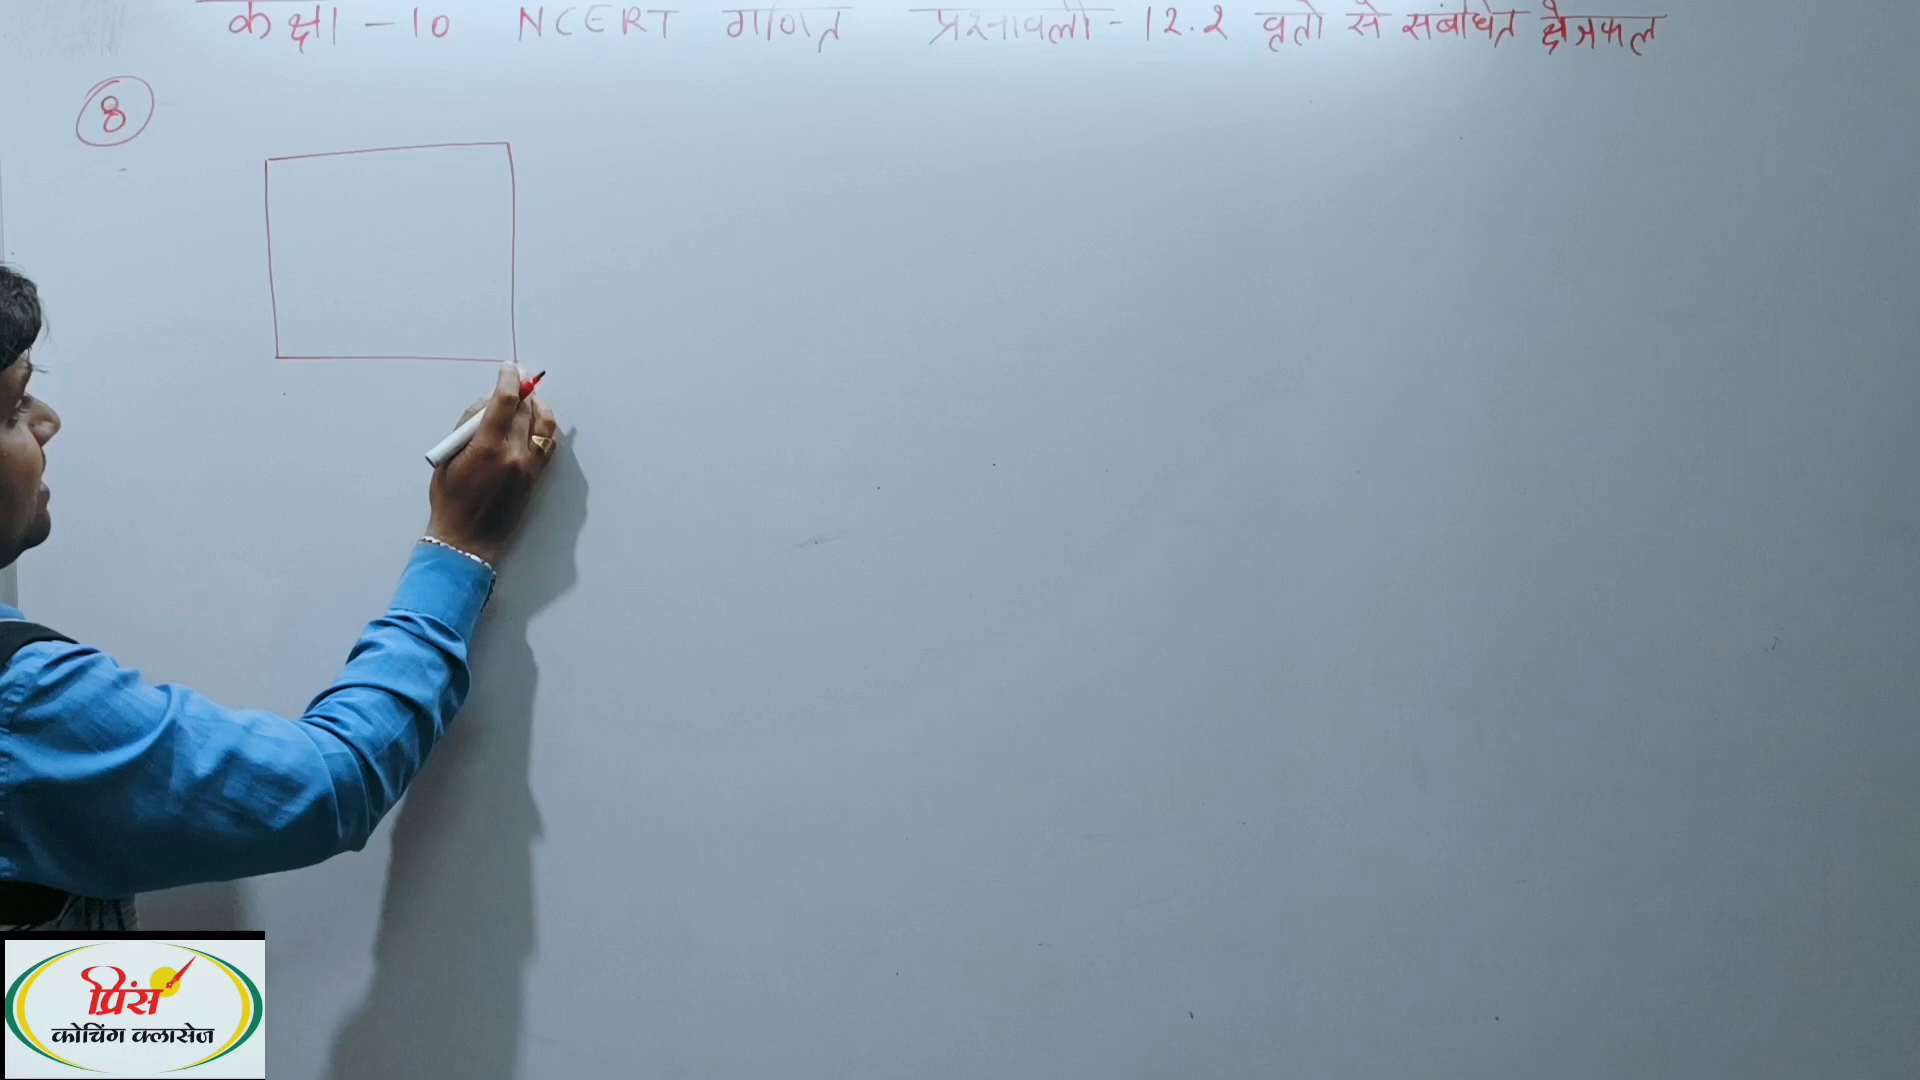 कक्षा - 10 NCERT गणित प्रश्नावली - 12.2 वृतों से संबंधित क्षेत्रफल
8
प्रिंस
कोचिंग क्लासेज